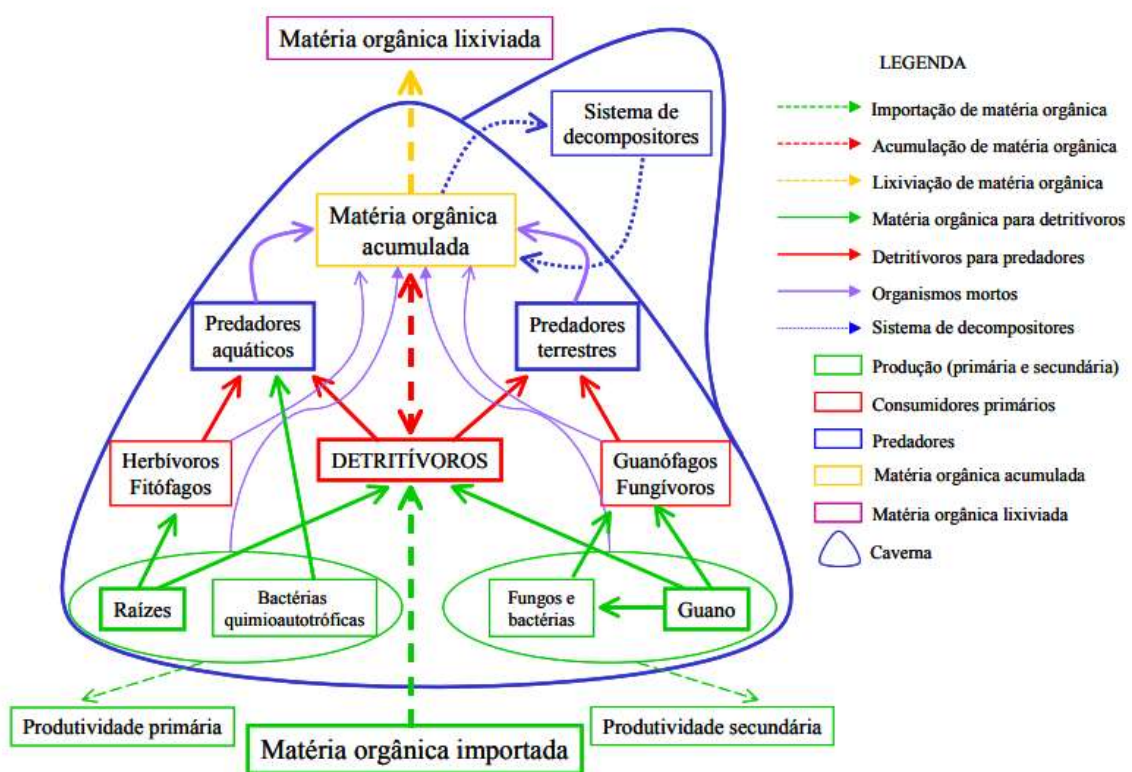 Matéria orgânica lixiviada
Sistema de
decompositores
Matéria orgânica
acumulada
Predadores
aquáticos
Predadores
terrestres
Herbívoros
Fitófagos
DETRITÍVOROS
Guanófagos
Fungívoros
Raízes
Bactérias
quimioautotróficas
Fungos e
bactérias
Guano
Produtividade primária
Produtividade secundária
Matéria orgânica importada
LEGENDA
Importação de matéria orgânica
Acumulação de matéria orgânica
Lixiviação de matéria orgânica
Matéria orgânica para detritívoros
Detritívoros para predadores
Organismos mortos
Sistema de decompositores
Produção (primária e secundária)
Consumidores primários
Predadores
Matéria orgânica acumulada
Matéria orgânica lixiviada
Caverna